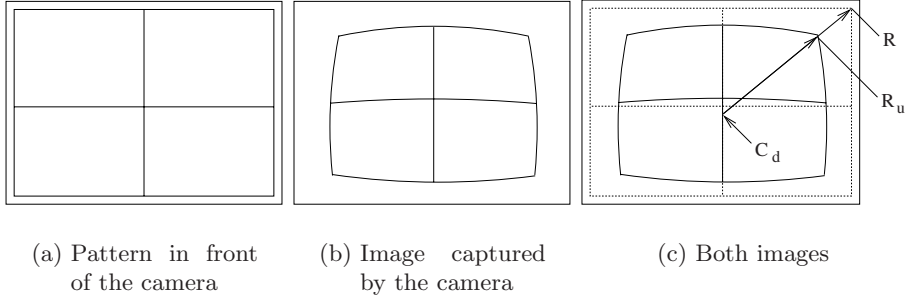 R
R u
C d
(a) Pattern in front
of the camera
(b) Image captured
by the camera
(c) Both images